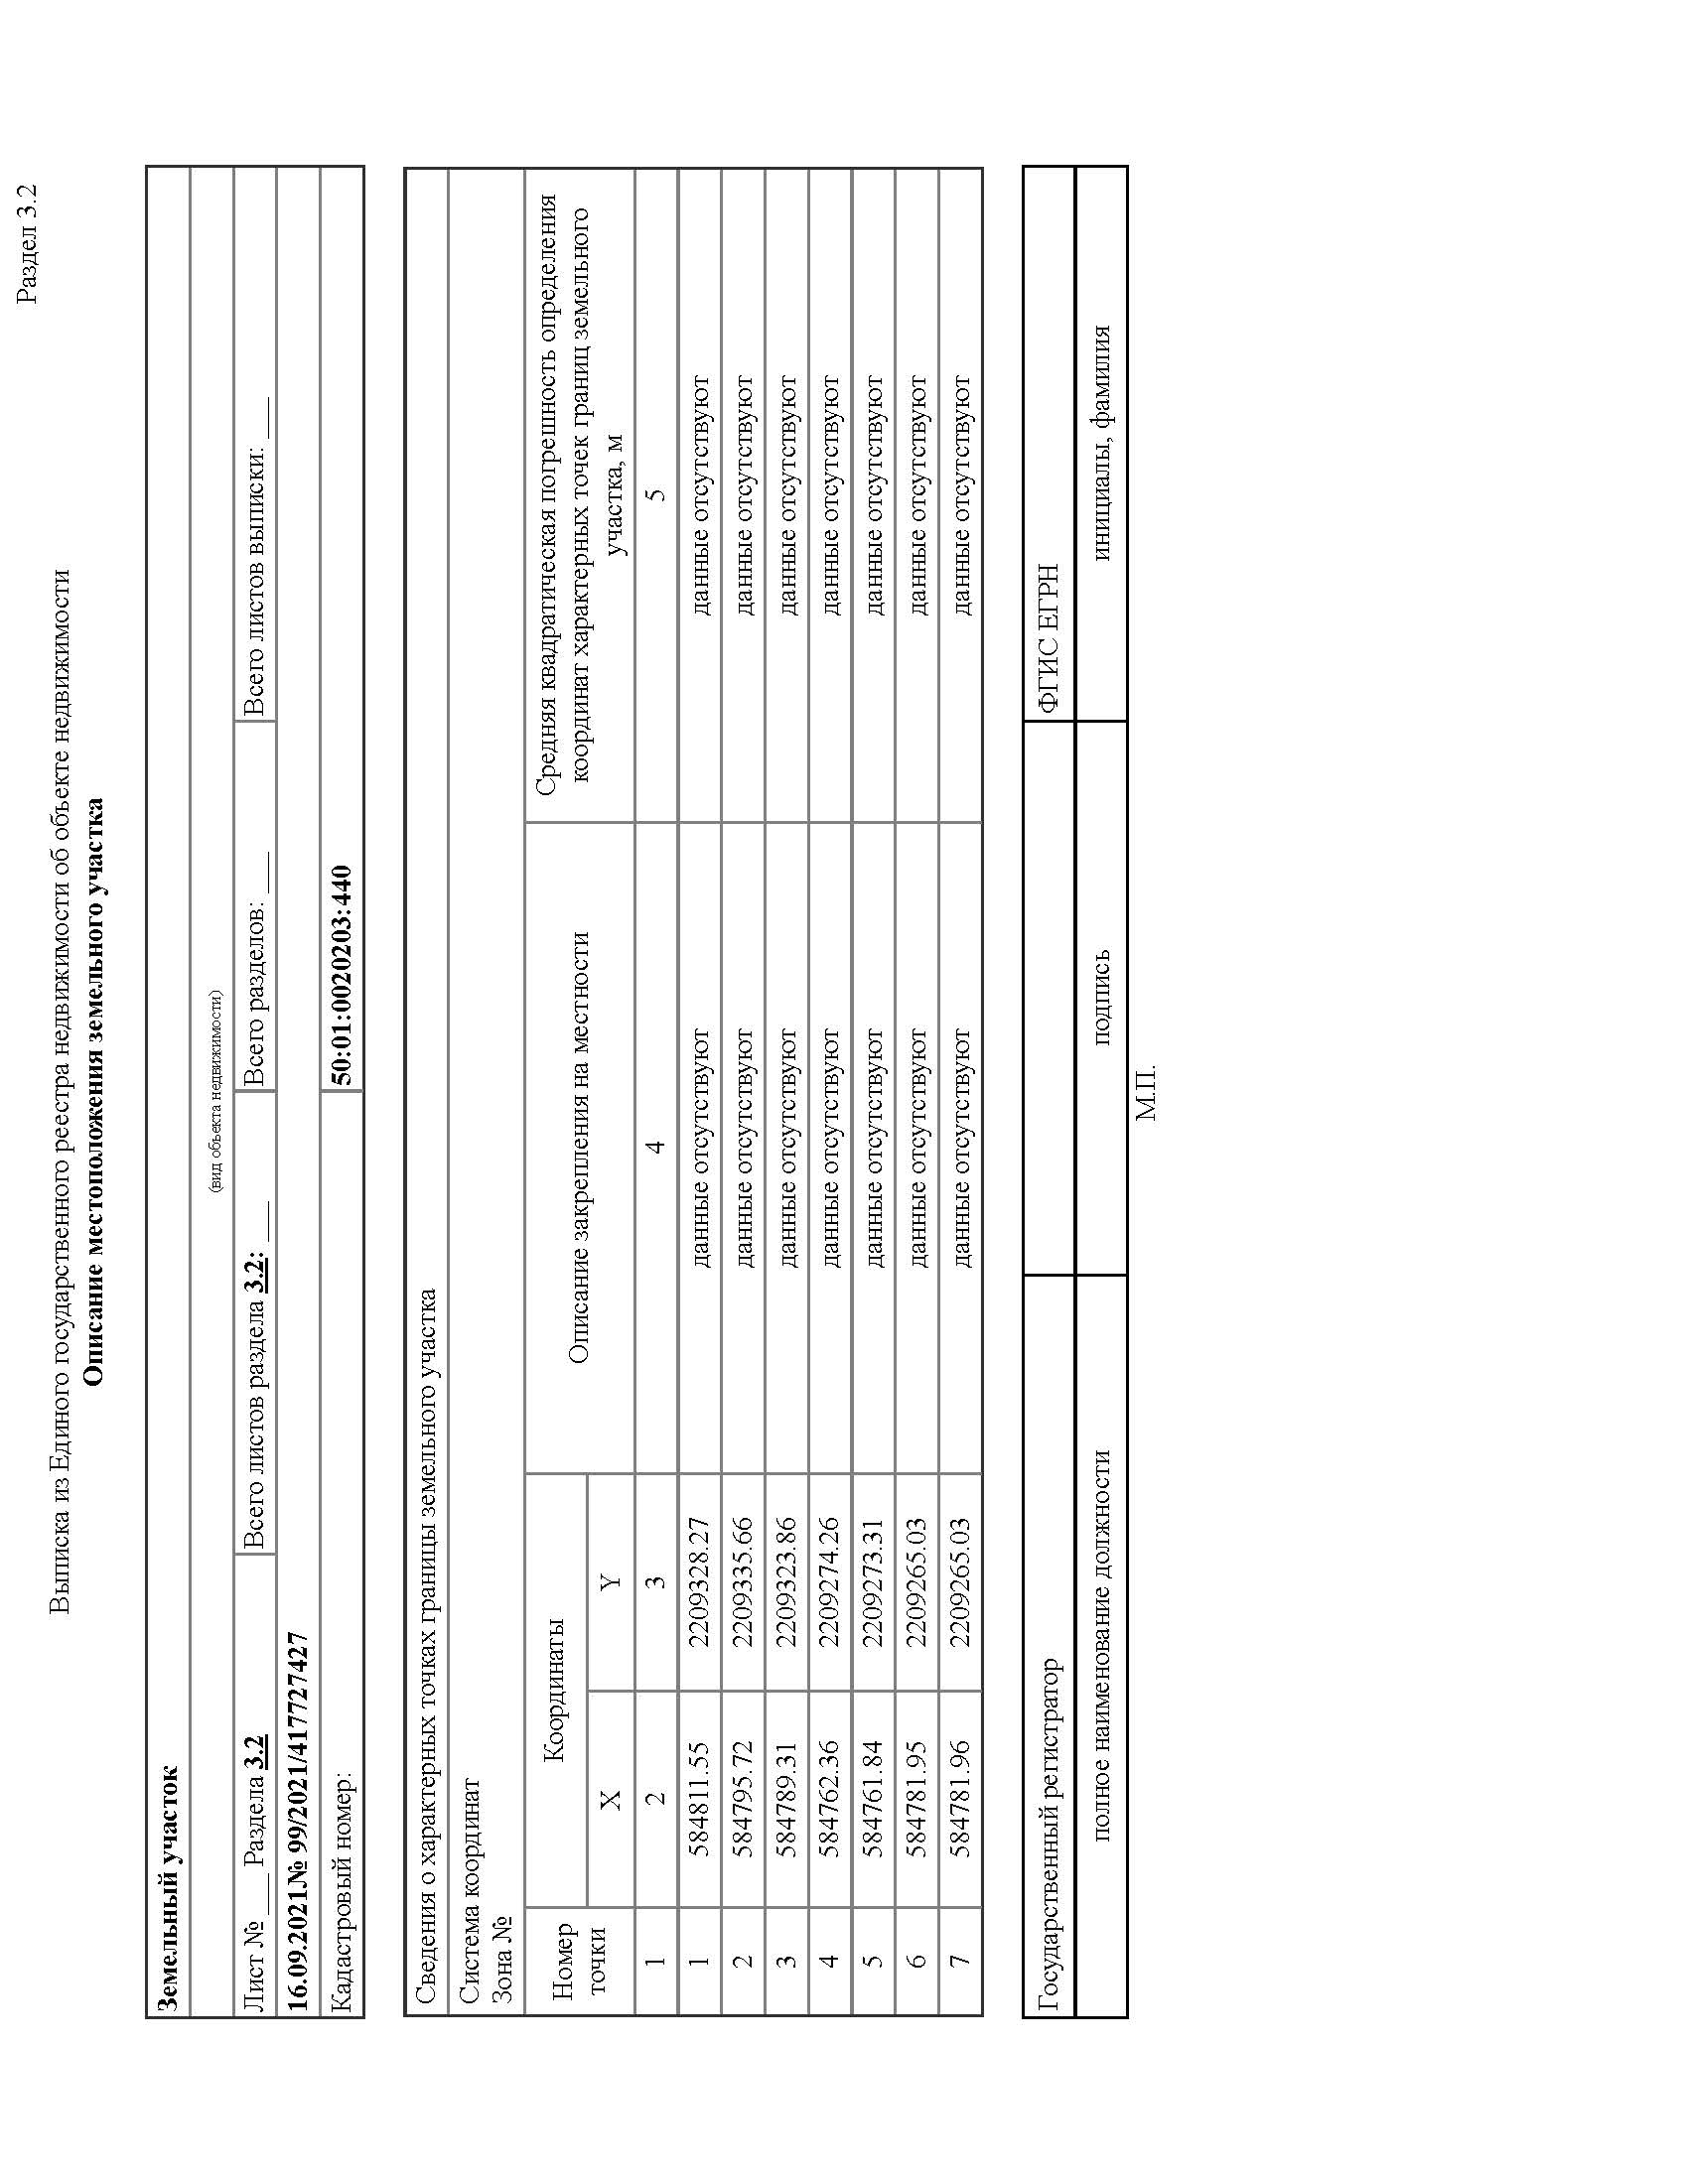 Раздел 3.2
Выписка из Единого государственного реестра недвижимости об объекте недвижимости
Описание местоположения земельного участка
Земельный участок
(вид объекта недвижимости)
Лист № ___ Раздела 3.2 Всего листов раздела 3.2: ___ Всего разделов: ___ Всего листов выписки: ___
16.09.2021№ 99/2021/417727427
Кадастровый номер: 50:01:0020203:440
Сведения о характерных точках границы земельного участка
Система координат
Зона №
Номер точки
Координаты
X Y
Описание закрепления на местности
Средняя квадратическая погрешность определения
координат характерных точек границ земельного
участка, м
1 2 3 4 5
1 584811.55 2209328.27 данные отсутствуют данные отсутствуют
2 584795.72 2209335.66 данные отсутствуют данные отсутствуют
3 584789.31 2209323.86 данные отсутствуют данные отсутствуют
4 584762.36 2209274.26 данные отсутствуют данные отсутствуют
5 584761.84 2209273.31 данные отсутствуют данные отсутствуют
6 584781.95 2209265.03 данные отсутствуют данные отсутствуют
7 584781.96 2209265.03 данные отсутствуют данные отсутствуют
Государственный регистратор ФГИС ЕГРН
полное наименование должности подпись инициалы, фамилия
М.П.